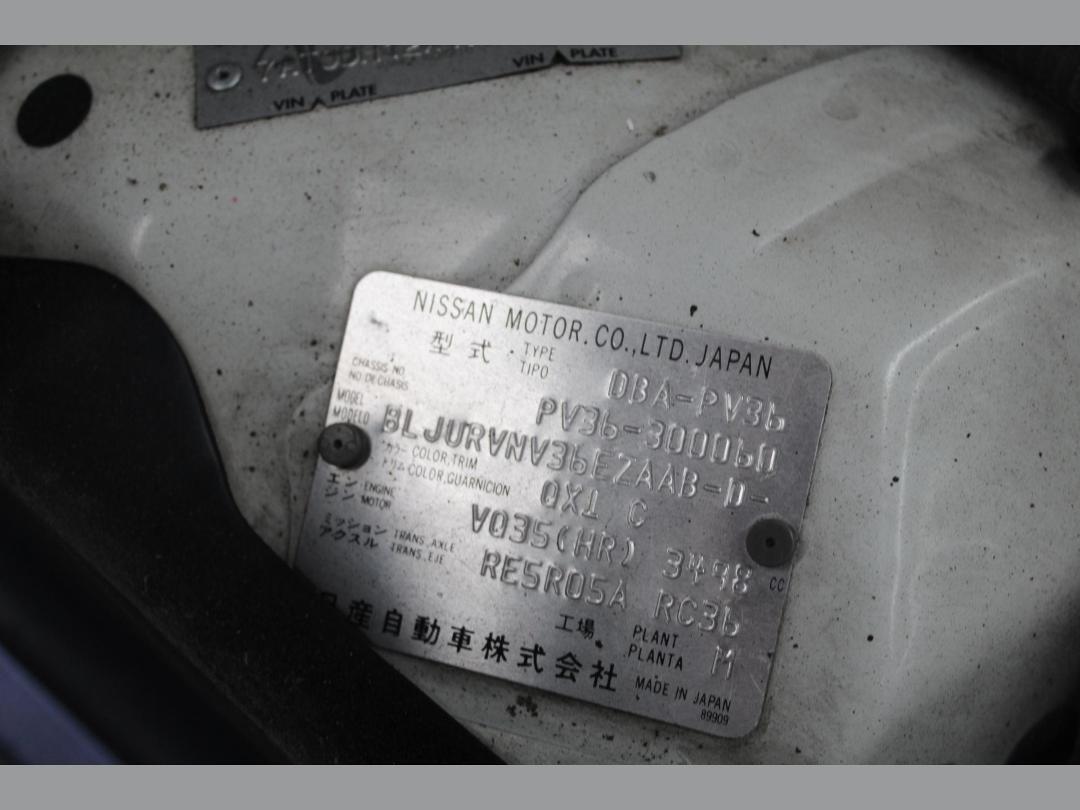 VIN PLATE
VIN PLATE
NISSAN MOTOR.CO.,LTD.JAPAN
型式 TYPE TIPO DBA-PV36
CHASSIS NO. NO DE CHASIS PV36-300060
MODEL MODELO BLJURVNV36EZAAB-D-
カラー トリム COLOR,TRIM COLOR,GUARNICION QX1 C
エンジン ENGINE MOTOR VQ35(HR) 3498 CC
ミッション アクスル TRANS.AXLE TRANS.EJE RE5R05A RC36
工場 PLANT PLANTA M
日産自動車株式会社 MADE IN JAPAN
89909